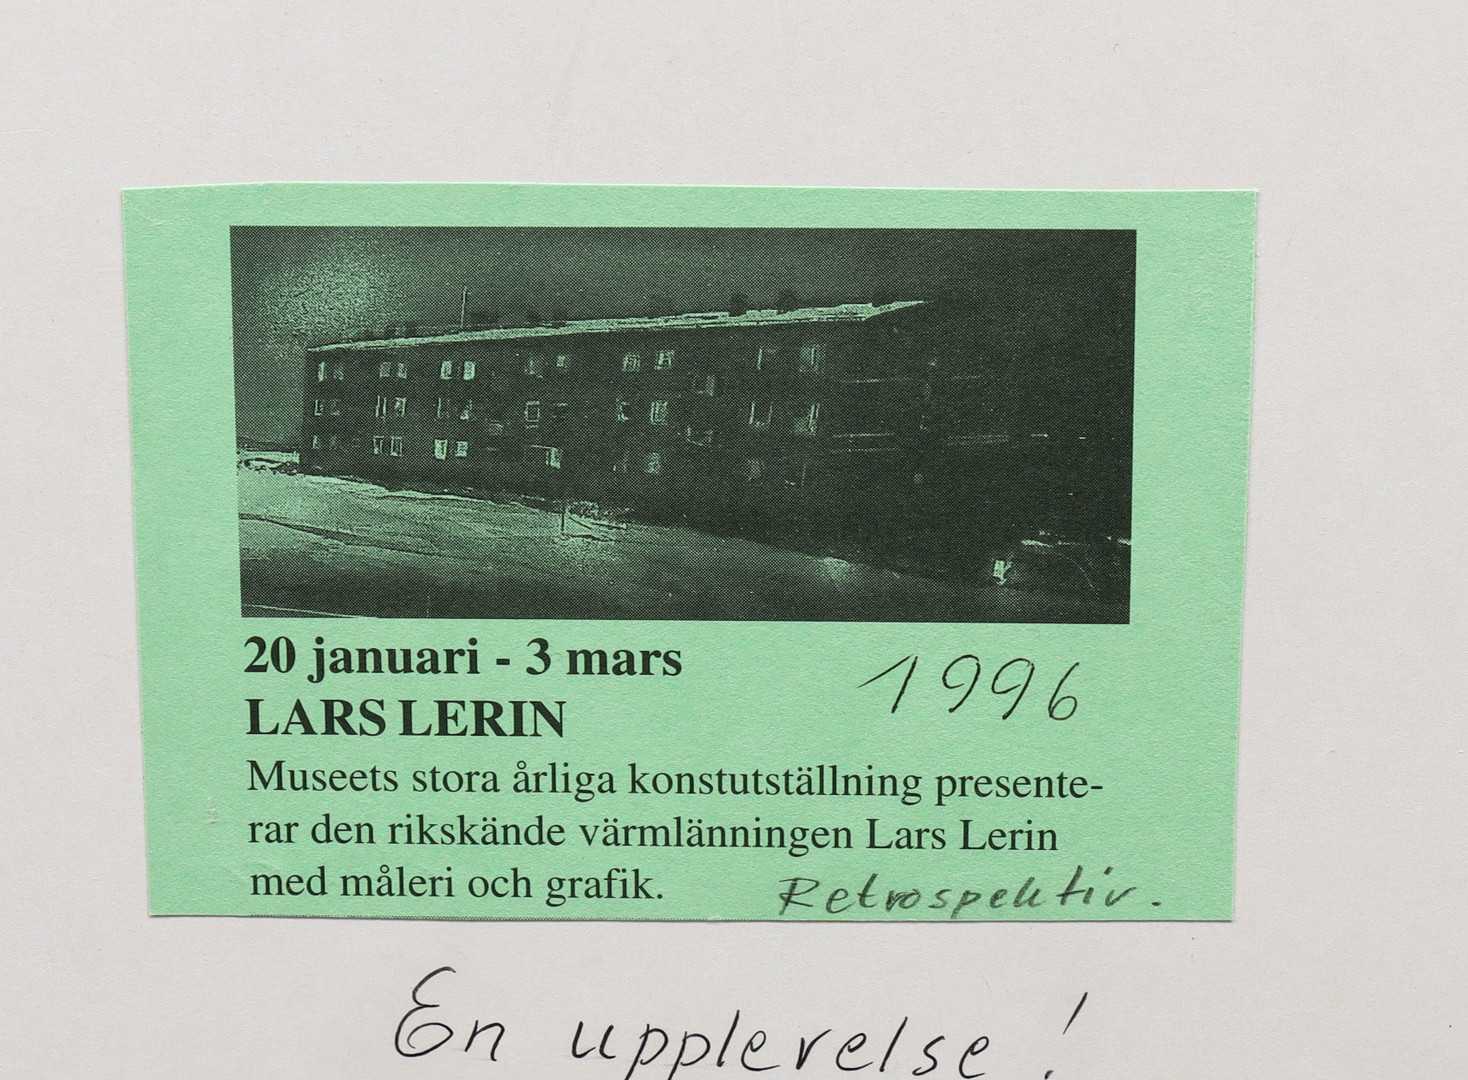 20 januari - 3 mars
1996
LARS LERIN
Museets stora årliga konstutställning presente-
rar den rikskände värmlänningen Lars Lerin
med måleri och grafik.
Retrospektiv.
En upplevelse!